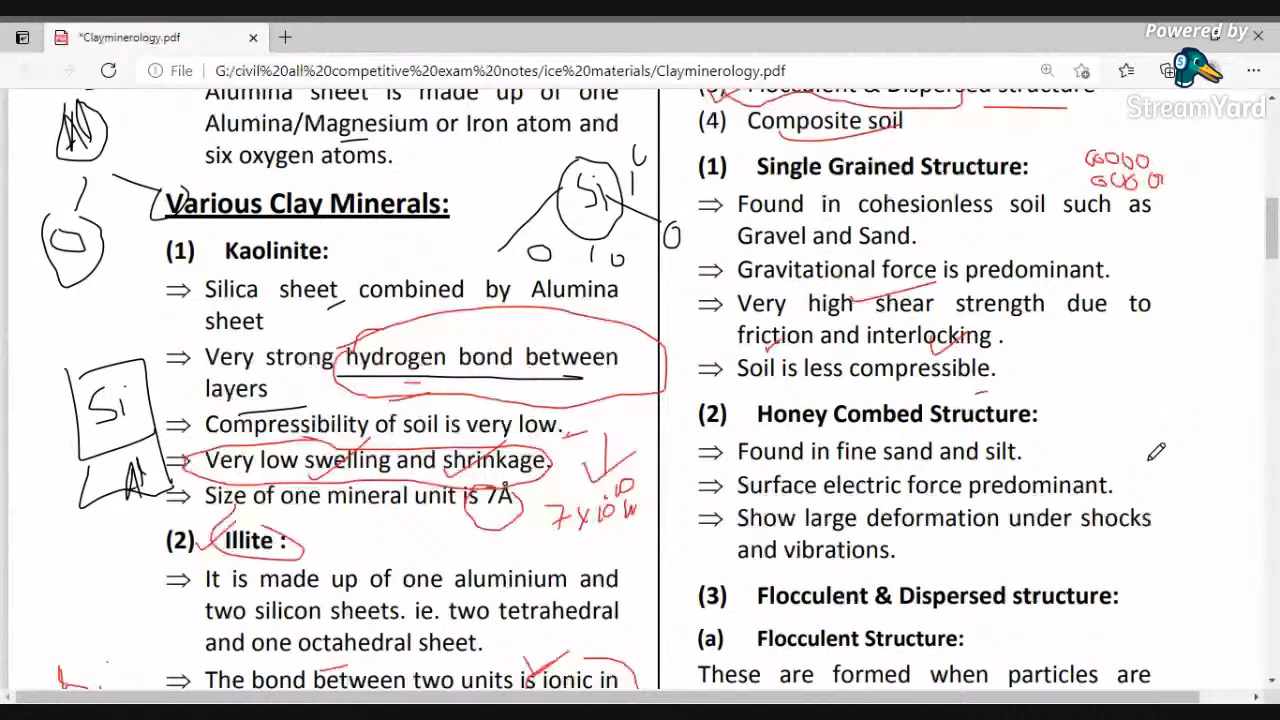 Powered by
StreamYard
*Clayminerology.pdf
File
G:/civil%20all%20competitive%20exam%20notes/ice%20materials/Clayminerology.pdf
Alumina sheet is made up of one
Alumina/Magnesium or Iron atom and
six oxygen atoms.
Various Clay Minerals:
(1) Kaolinite:
⇒ Silica sheet combined by Alumina
sheet
⇒ Very strong hydrogen bond between
layers
⇒ Compressibility of soil is very low.
⇒ Very low swelling and shrinkage.
⇒ Size of one mineral unit is 7Å
(2) Illite :
⇒ It is made up of one aluminium and
two silicon sheets. ie. two tetrahedral
and one octahedral sheet.
⇒ The bond between two units is ionic in
Si
O
Si
Flocculent & Dispersed structure
(4) Composite soil
(1) Single Grained Structure:
⇒ Found in cohesionless soil such as
Gravel and Sand.
⇒ Gravitational force is predominant.
⇒ Very high shear strength due to
friction and interlocking .
⇒ Soil is less compressible.
(2) Honey Combed Structure:
⇒ Found in fine sand and silt.
⇒ Surface electric force predominant.
⇒ Show large deformation under shocks
and vibrations.
(3) Flocculent & Dispersed structure:
(a) Flocculent Structure:
These are formed when particles are